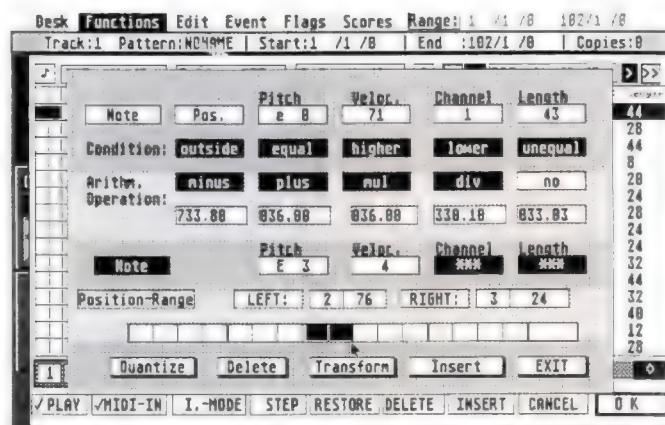 Desk Functions Edit Event Flags Scores Range: 1 /1 /0 102/1 /0
Track:1 Pattern:NONAME Start:1 /1 /0 End :102/1 /0 Copies:0
> >>
Pitch Veloc. Channel Length
Note Pos. e 0 71 1 43
Condition: outside equal higher lower unequal
Arithm. Operation: minus plus mul div no
733.80 036.00 036.00 330.10 033.03
Pitch Veloc. Channel Length
Note E 3 4 *** ***
Position-Range LEFT: 2 76 RIGHT: 3 24
Quantize Delete Transform Insert EXIT
44
28
44
8
20
24
28
24
24
32
44
32
40
12
28
1
√PLAY √MIDI-IN I.-MODE STEP RESTORE DELETE INSERT CANCEL O K